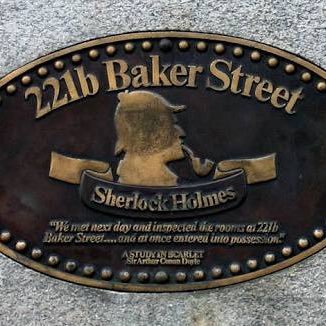 221b Baker Street
Sherlock Holmes
"We met next day and inspected the rooms at 221b
Baker Street.....and at once entered into possession."
A STUDY IN SCARLET
Sir Arthur Conan Doyle